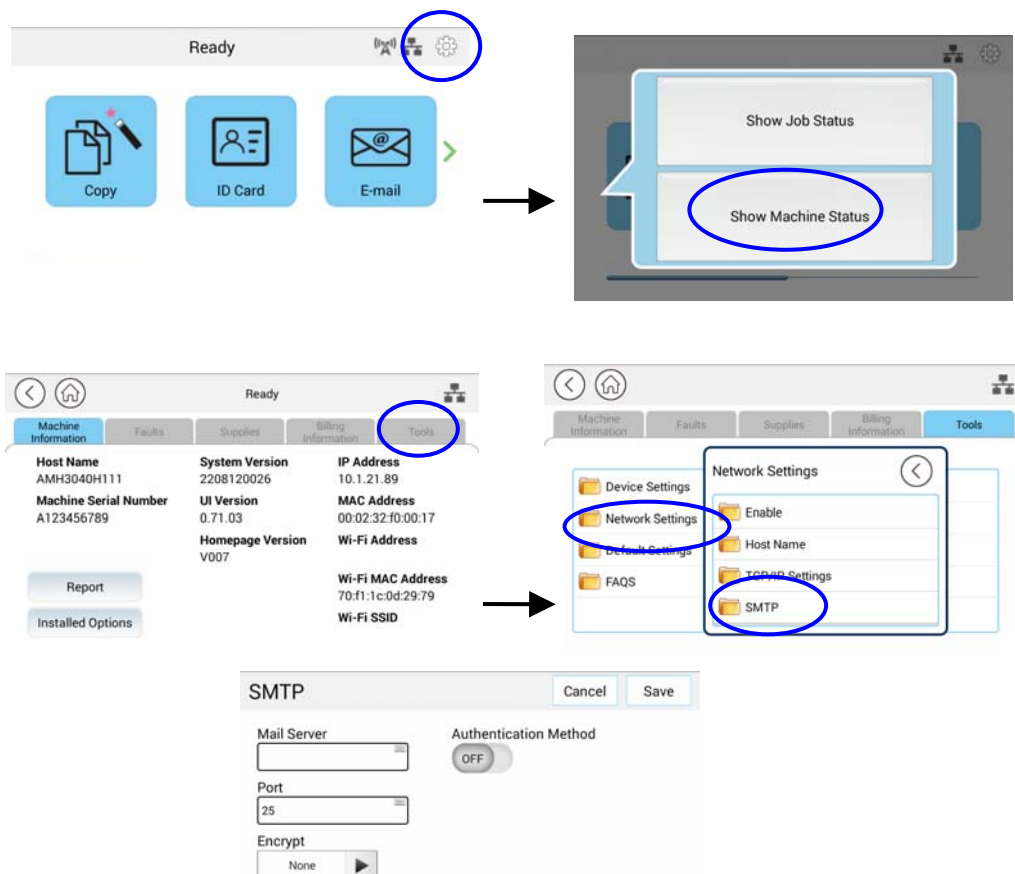 Ready
Copy
ID Card
E-mail
Show Job Status
Show Machine Status
Ready
Machine Information
Faults
Supplies
Billing Information
Tools
Host Name
AMH3040H111
Machine Serial Number
A123456789
System Version
2208120026
UI Version
0.71.03
Homepage Version
V007
IP Address
10.1.21.89
MAC Address
00:02:32:f0:00:17
Wi-Fi Address
Wi-Fi MAC Address
70:f1:1c:0d:29:79
Wi-Fi SSID
Report
Installed Options
Machine Information
Faults
Supplies
Billing Information
Tools
Device Settings
Network Settings
Default Settings
FAQS
Network Settings
Enable
Host Name
TCP/IP Settings
SMTP
SMTP
Cancel
Save
Mail Server
Authentication Method
OFF
Port
25
Encrypt
None